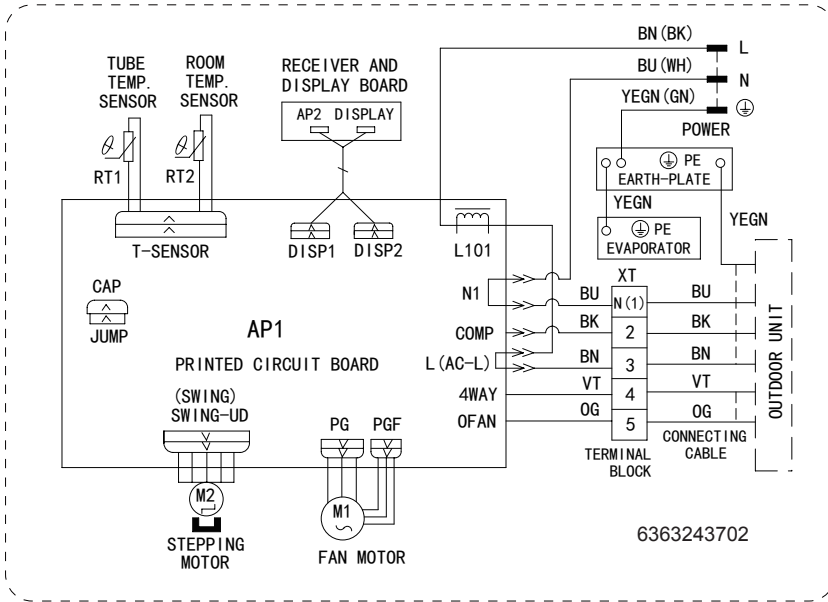 BN(BK)
L
BU(WH)
N
YEGN(GN)
POWER
TUBE
TEMP.
SENSOR
ROOM
TEMP.
SENSOR
RECEIVER AND
DISPLAY BOARD
AP2 DISPLAY
RT1
RT2
PE
EARTH-PLATE
YEGN
YEGN
PE
EVAPORATOR
T-SENSOR
DISP1
DISP2
L101
XT
CAP
JUMP
N1
BU
N(1)
BU
AP1
PRINTED CIRCUIT BOARD
COMP
BK
2
BK
L(AC-L)
BN
3
BN
4WAY
VT
4
VT
OFAN
OG
5
OG
OUTDOOR UNIT
(SWING)
SWING-UD
PG
PGF
TERMINAL
BLOCK
CONNECTING
CABLE
M2
M1
STEPPING
MOTOR
FAN MOTOR
6363243702